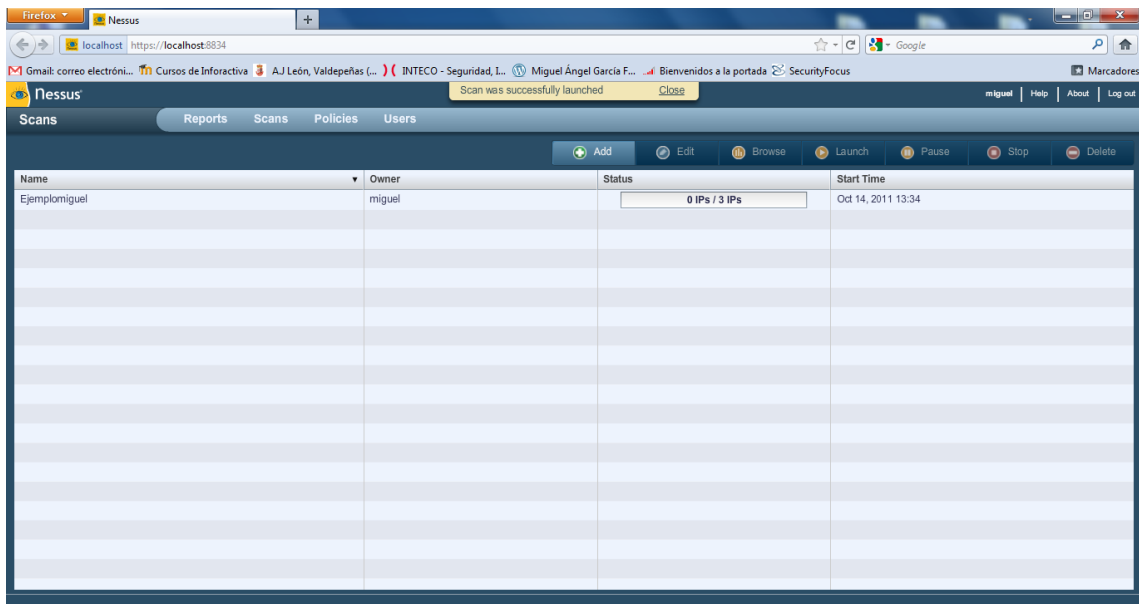 Firefox
Nessus
+
localhost https://localhost:8834
Google
Gmail: correo electróni... Cursos de Inforactiva AJ León, Valdepeñas (... INTECO - Seguridad, I... Miguel Ángel García F... Bienvenidos a la portada SecurityFocus Marcadores
Nessus
Scan was successfully launched Close
miguel | Help | About | Log out
Scans Reports Scans Policies Users
Add Edit Browse Launch Pause Stop Delete
Name Owner Status Start Time
Ejemplomiguel miguel 0 IPs / 3 IPs Oct 14, 2011 13:34